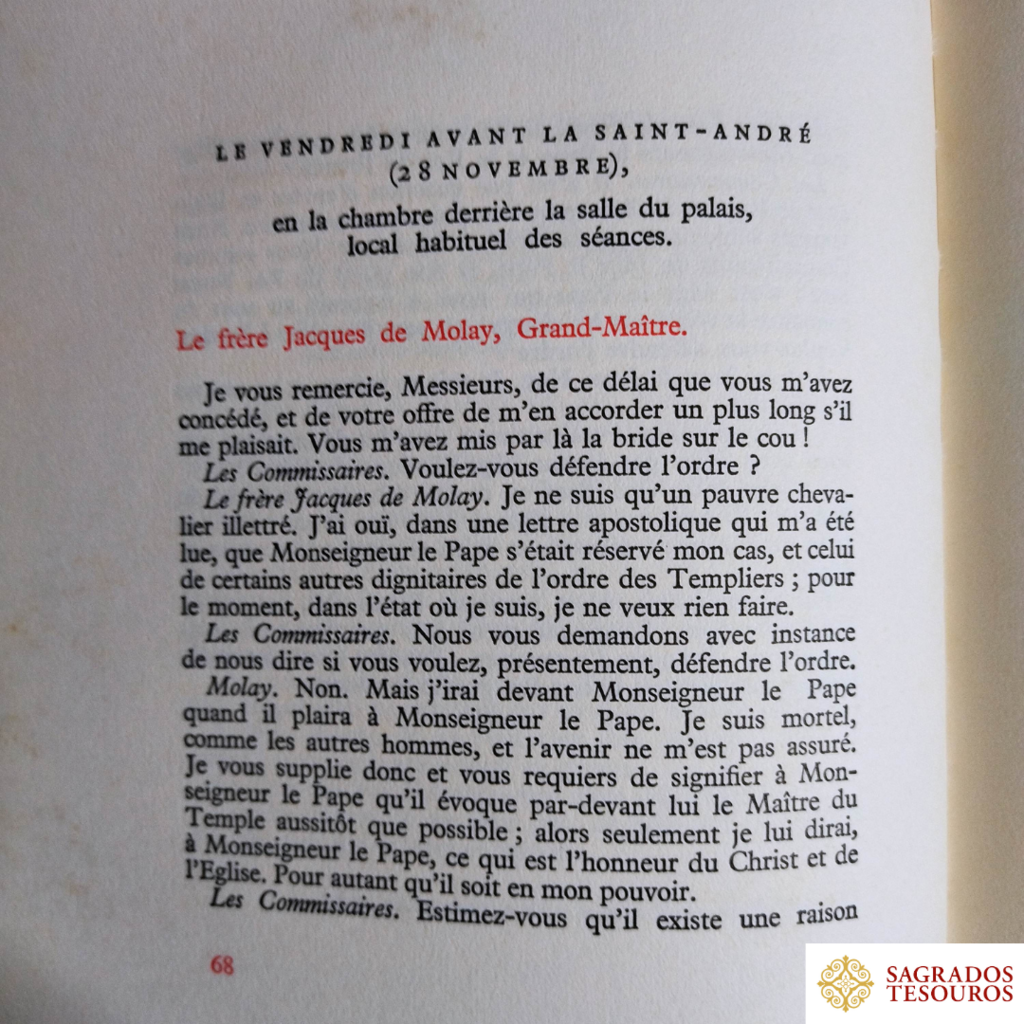 LE VENDREDI AVANT LA SAINT-ANDRÉ
(28 NOVEMBRE),
en la chambre derrière la salle du palais,
local habituel des séances.
Le frère Jacques de Molay, Grand-Maître.
Je vous remercie, Messieurs, de ce délai que vous m'avez
concédé, et de votre offre de m'en accorder un plus long s'il
me plaisait. Vous m'avez mis par là la bride sur le cou !
Les Commissaires. Voulez-vous défendre l'ordre ?
Le frère Jacques de Molay. Je ne suis qu'un pauvre cheva-
lier illettré. J'ai ouï, dans une lettre apostolique qui m'a été
lue, que Monseigneur le Pape s'était réservé mon cas, et celui
de certains autres dignitaires de l'ordre des Templiers ; pour
le moment, dans l'état où je suis, je ne veux rien faire.
Les Commissaires. Nous vous demandons avec instance
de nous dire si vous voulez, présentement, défendre l'ordre.
Molay. Non. Mais j'irai devant Monseigneur le Pape
quand il plaira à Monseigneur le Pape. Je suis mortel,
comme les autres hommes, et l'avenir ne m'est pas assuré.
Je vous supplie donc et vous requiers de signifier à Mon-
seigneur le Pape qu'il évoque par-devant lui le Maître du
Temple aussitôt que possible ; alors seulement je lui dirai,
à Monseigneur le Pape, ce qui est l'honneur du Christ et de
l'Eglise. Pour autant qu'il soit en mon pouvoir.
Les Commissaires. Estimez-vous qu'il existe une raison
68
SAGRADOS
TESOUROS